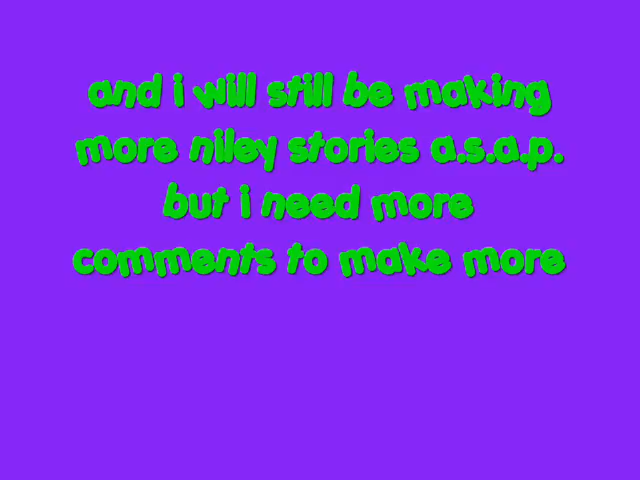 and i will still be making
more niley stories a.s.a.p.
but i need more
comments to make more